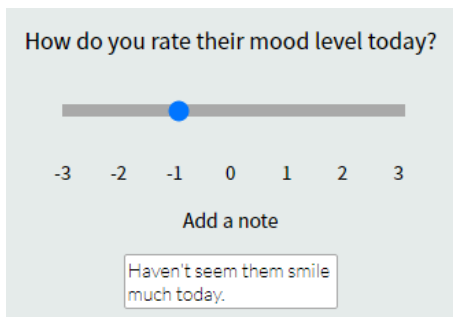 How do you rate their mood level today?
-3 -2 -1 0 1 2 3
Add a note
Haven't seem them smile
much today.